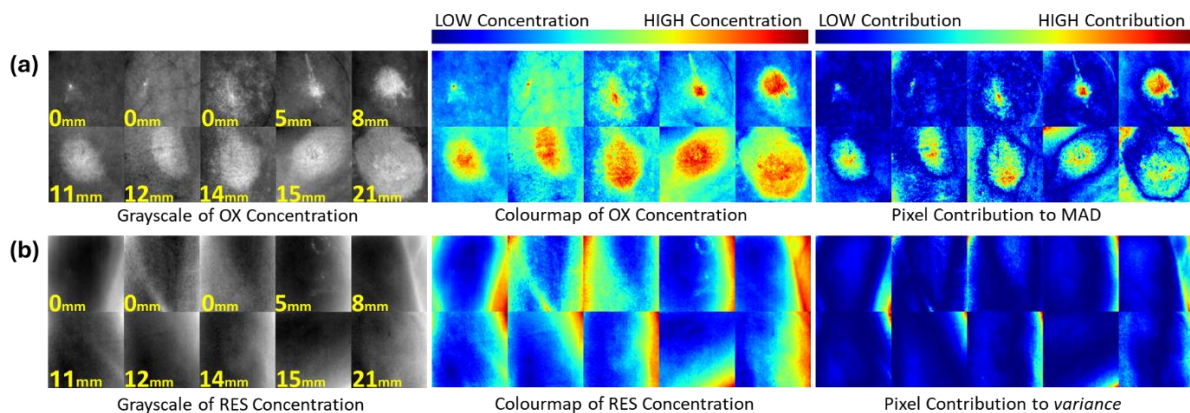 LOW Concentration HIGH Concentration LOW Contribution HIGH Contribution
(a)
0mm 0mm 0mm 5mm 8mm
11mm 12mm 14mm 15mm 21mm
Grayscale of OX Concentration Colourmap of OX Concentration Pixel Contribution to MAD
(b)
0mm 0mm 0mm 5mm 8mm
11mm 12mm 14mm 15mm 21mm
Grayscale of RES Concentration Colourmap of RES Concentration Pixel Contribution to variance